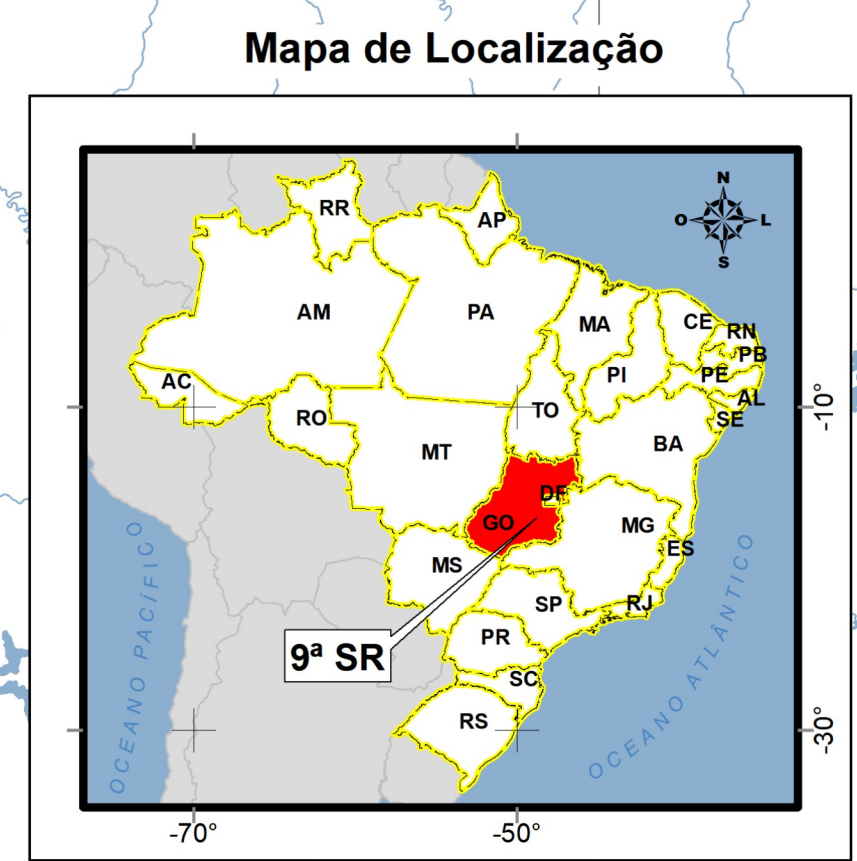 Mapa de Localização
N
O
L
S
RR
AP
AM
PA
MA
CE
RN
PB
PI
PE
AC
AL
TO
RO
SE
-10°
BA
MT
DF
GO
MG
ES
MS
SP
RJ
PR
9ª SR
SC
RS
OCEANO PACÍFICO
OCEANO ATLÂNTICO
-30°
-70°
-50°